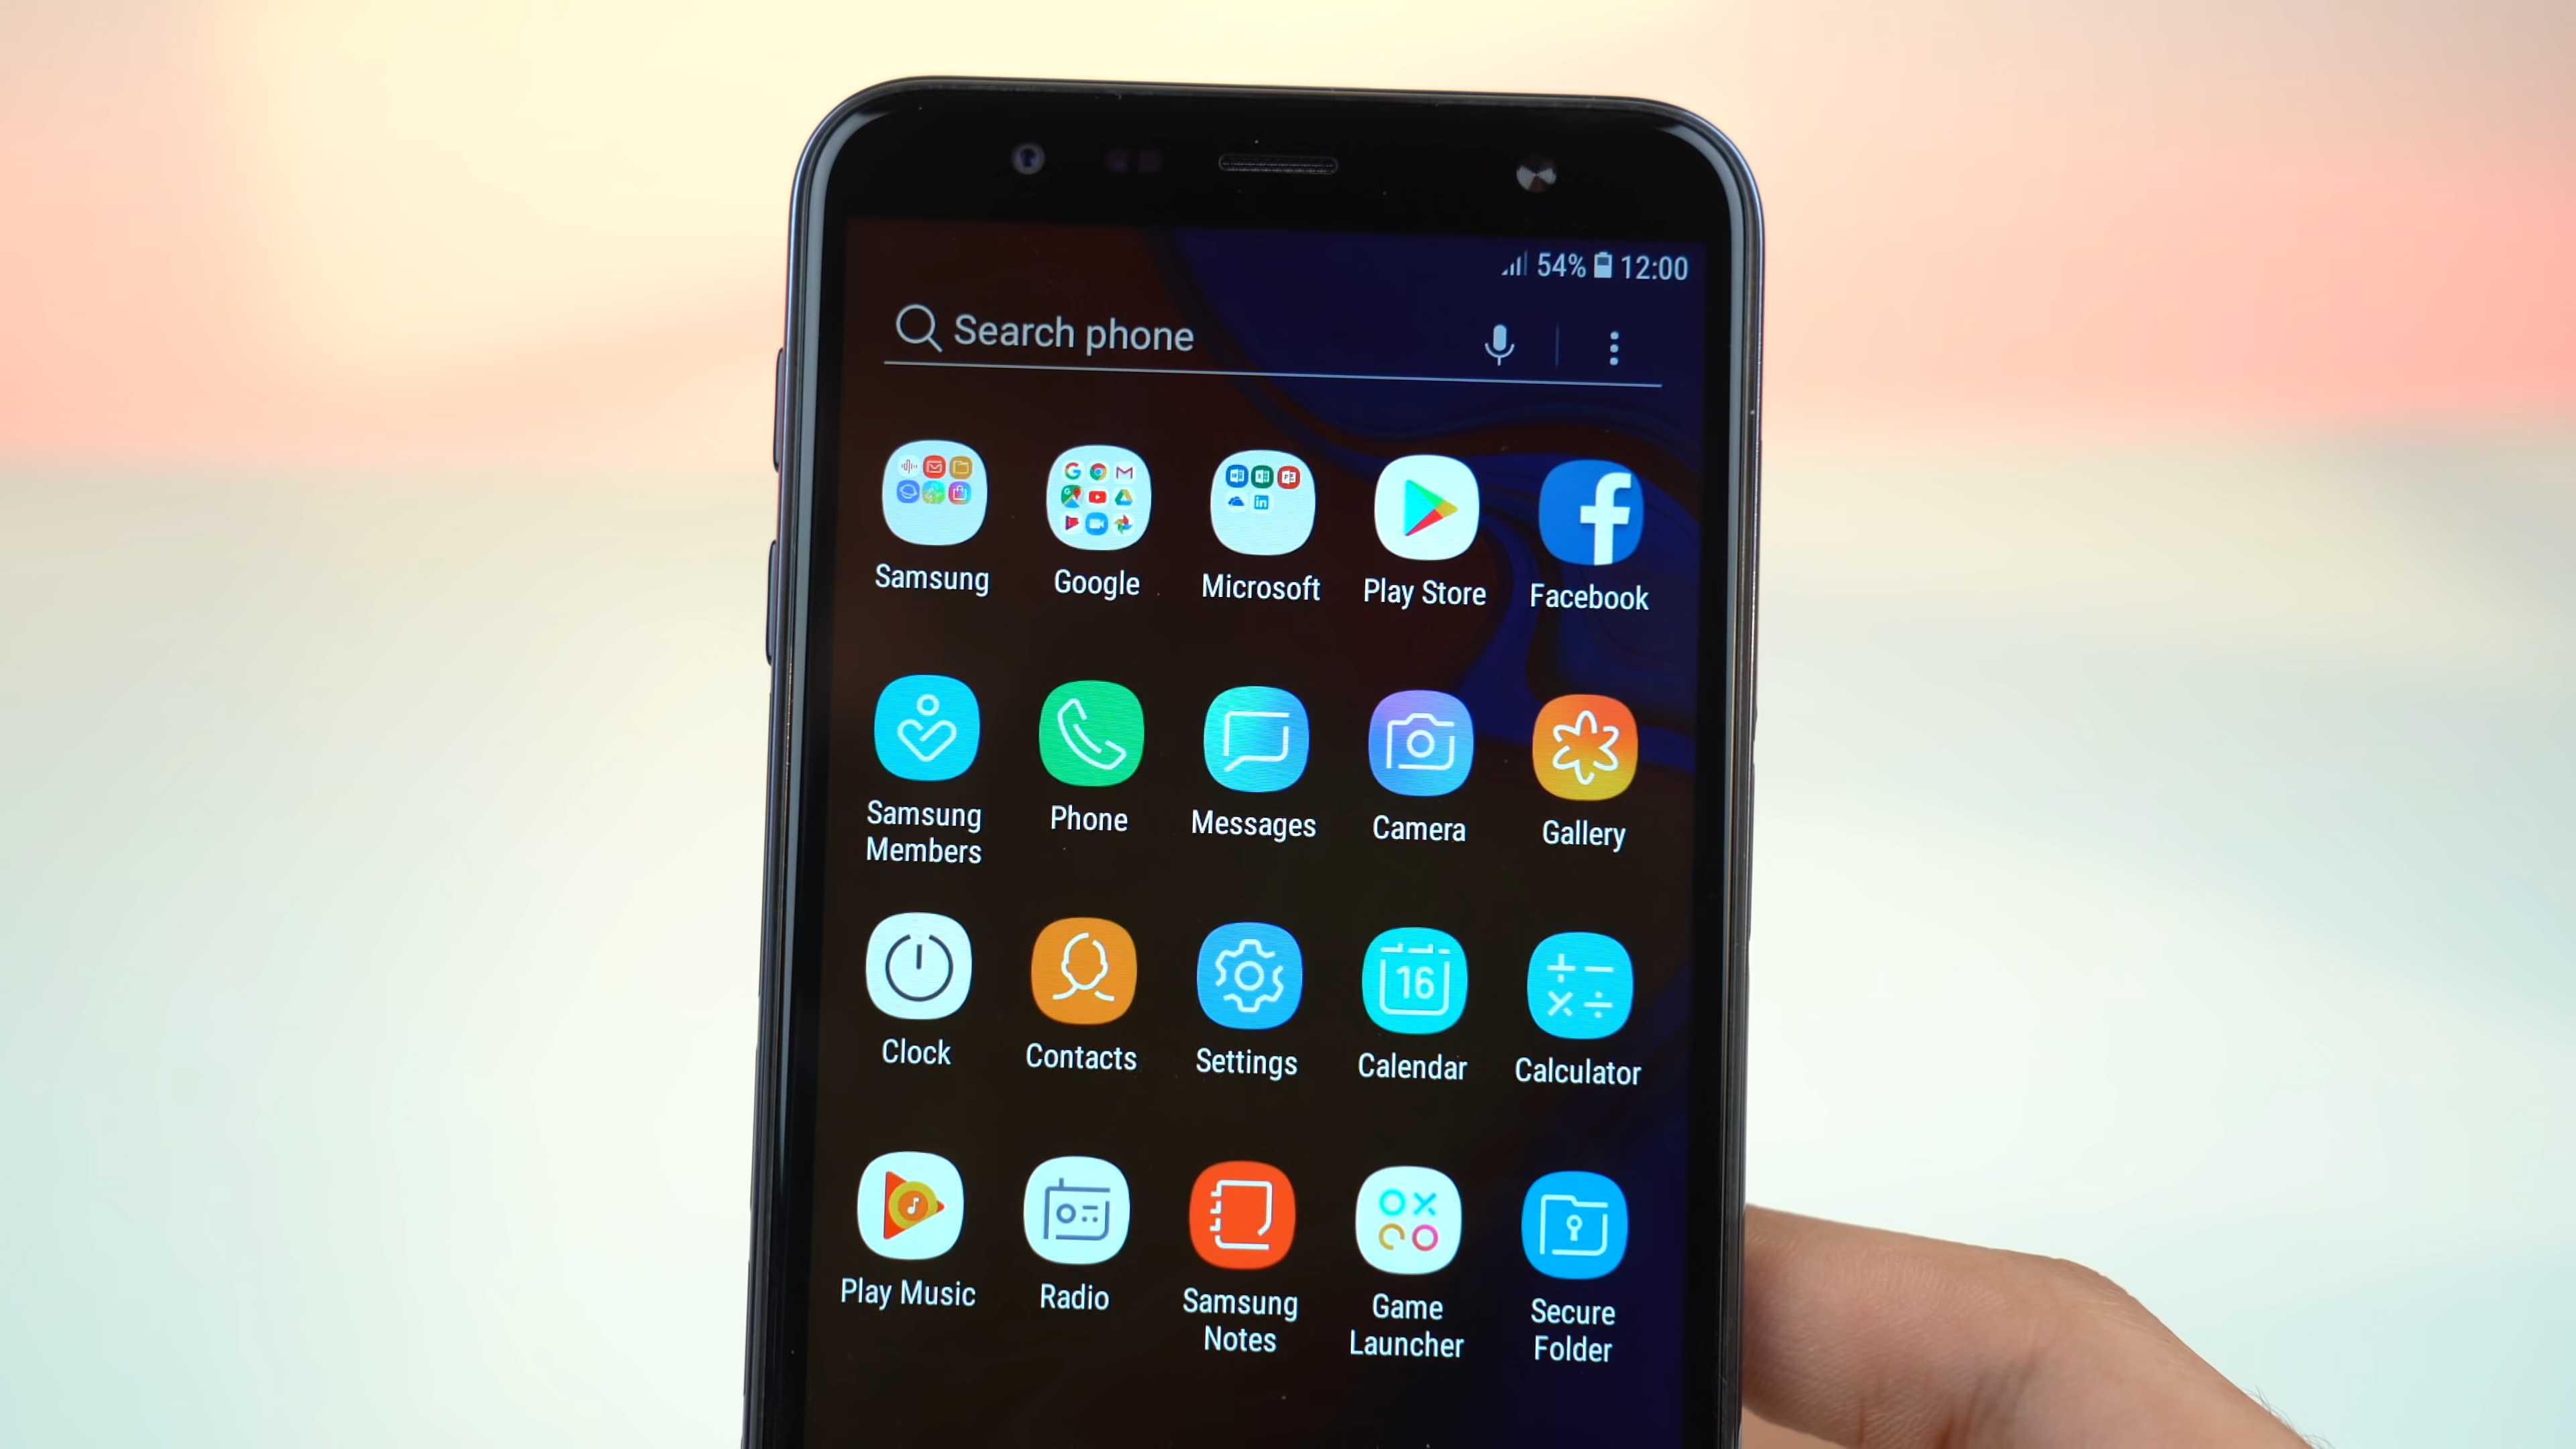 54% 12:00
Search phone
Samsung Google Microsoft Play Store Facebook
Samsung Members Phone Messages Camera Gallery
Clock Contacts 16 Settings Calendar Calculator
Play Music Radio Samsung Notes Game Launcher Secure Folder